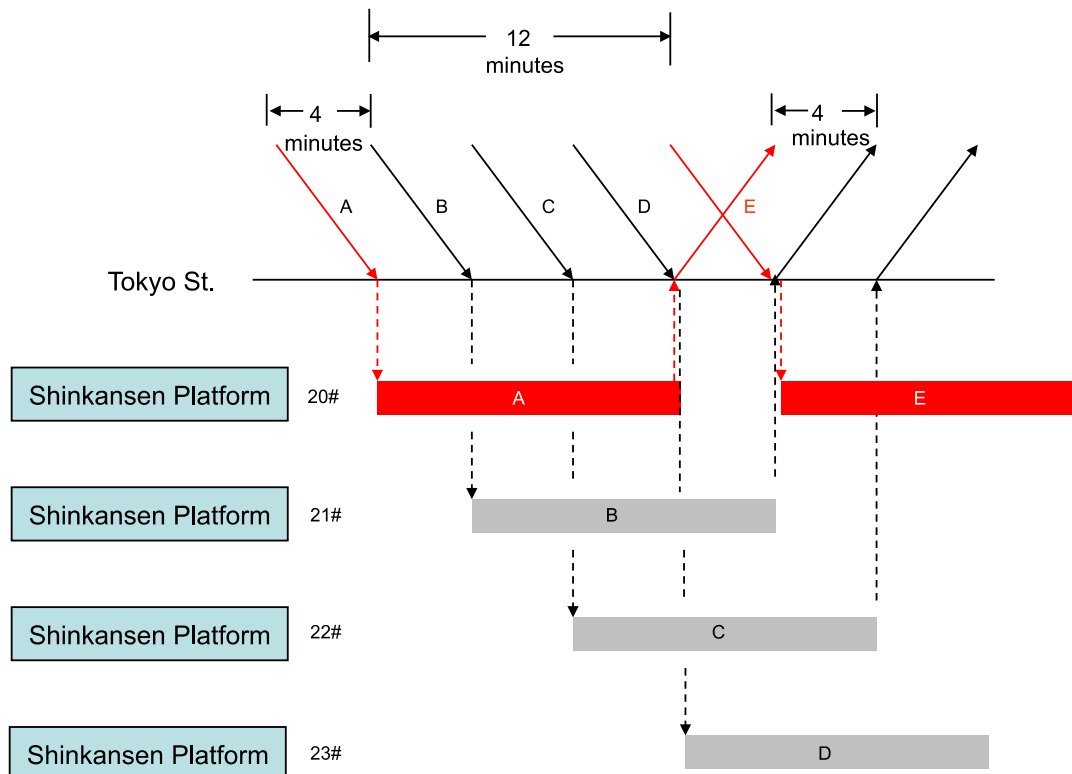 12
minutes
4
minutes
4
minutes
A
B
C
D
E
Tokyo St.
Shinkansen Platform
20#
A
E
Shinkansen Platform
21#
B
Shinkansen Platform
22#
C
Shinkansen Platform
23#
D